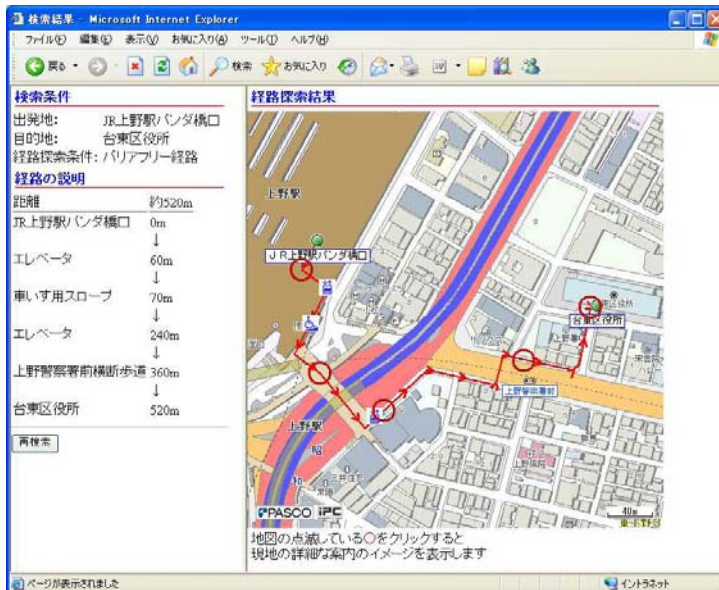 検索結果 - Microsoft Internet Explorer
ファイル(F) 編集(E) 表示(V) お気に入り(A) ツール(T) ヘルプ(H)
戻る 検索 お気に入り
検索条件
出発地: JR上野駅パンダ橋口
目的地: 台東区役所
経路探索条件: バリアフリー経路
経路の説明
距離 約520m
JR上野駅パンダ橋口 0m
↓
エレベータ 60m
↓
車いす用スロープ 70m
↓
エレベータ 240m
↓
上野警察署前横断歩道 360m
↓
台東区役所 520m
再検索
経路探索結果
上野駅
JR上野駅パンダ橋口
台東区役所
上野警察署前
上野駅
昭
和
PASCO iPC
40m
地図の点滅している○をクリックすると
現地の詳細な案内のイメージを表示します
ページが表示されました
イントラネット